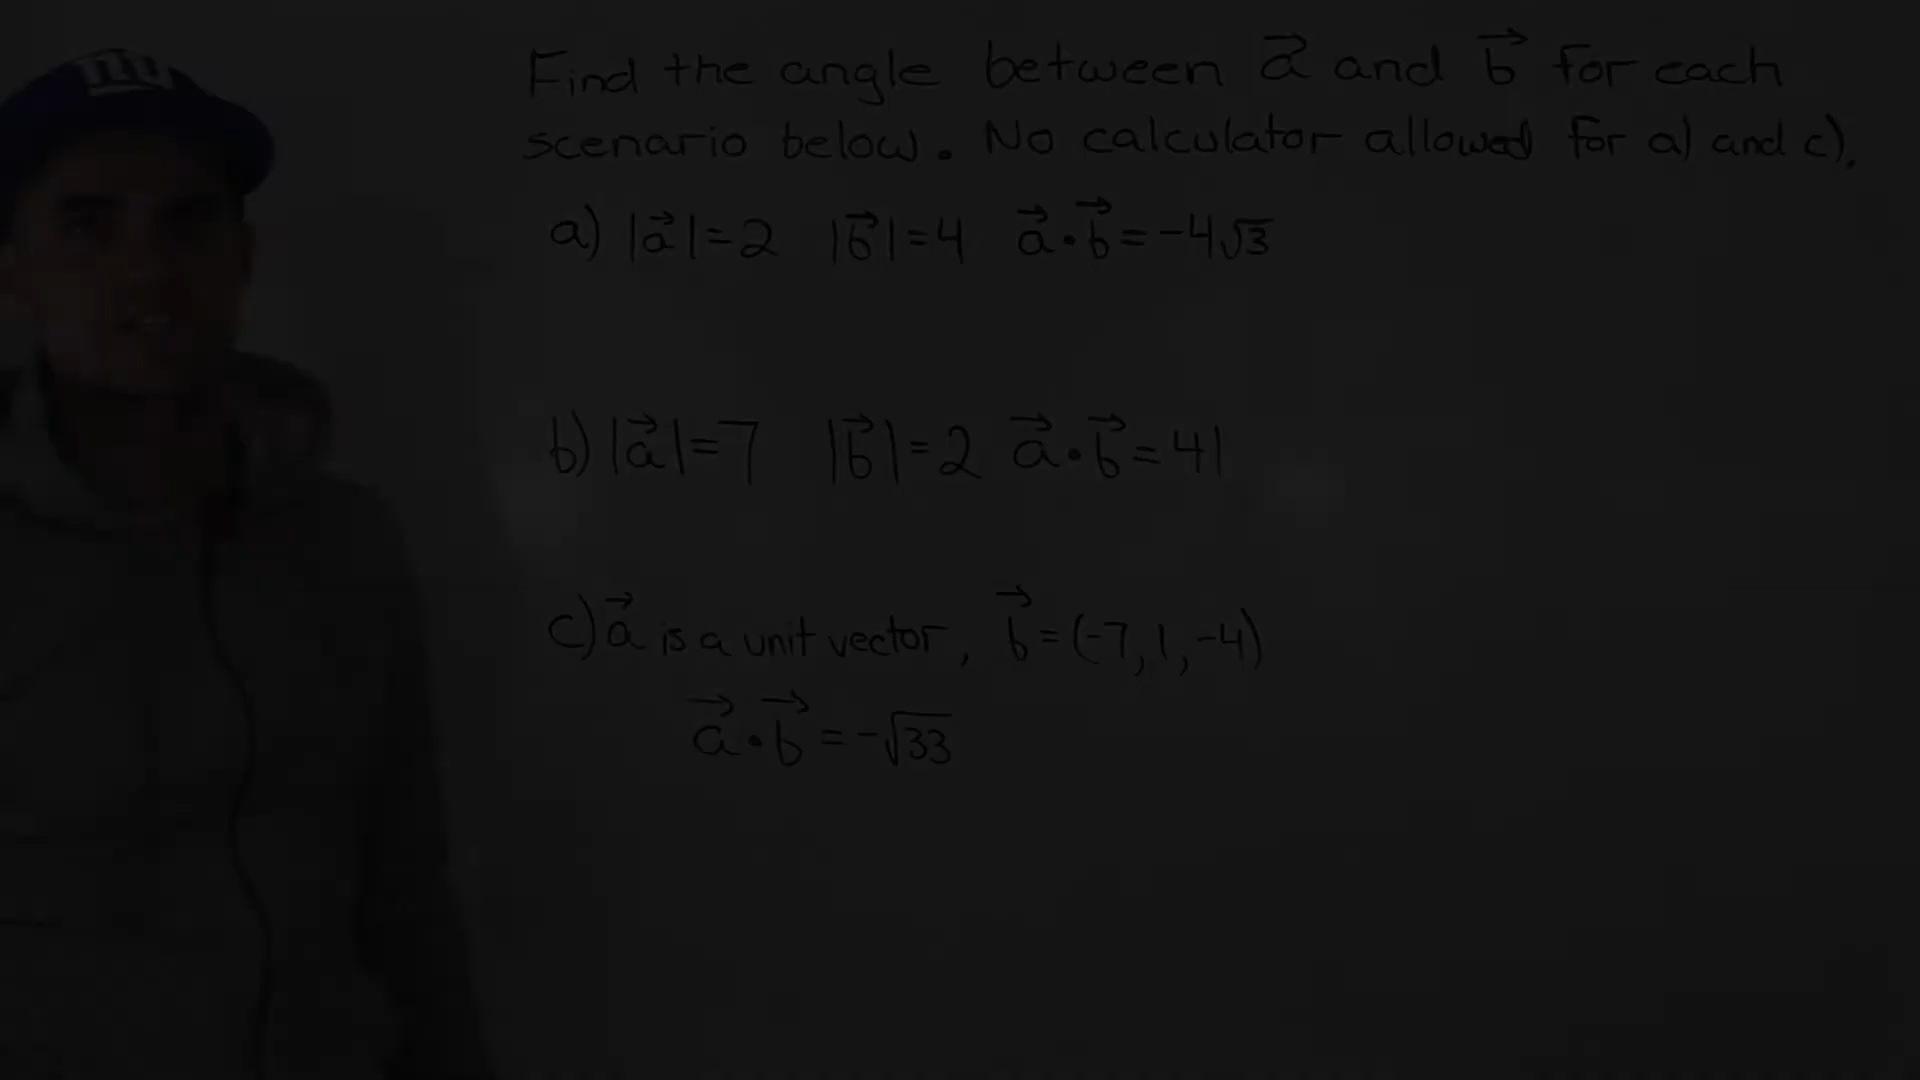 Find the angle between a⃗ and b⃗ for each
scenario below. No calculator allowed for a) and c).
a) |a⃗|=2 |b⃗|=4 a⃗·b⃗=-4√3
b) |a⃗|=7 |b⃗|=2 a⃗·b⃗=41
c) a⃗ is a unit vector, b⃗=(-7,1,-4)
a⃗·b⃗=-√33